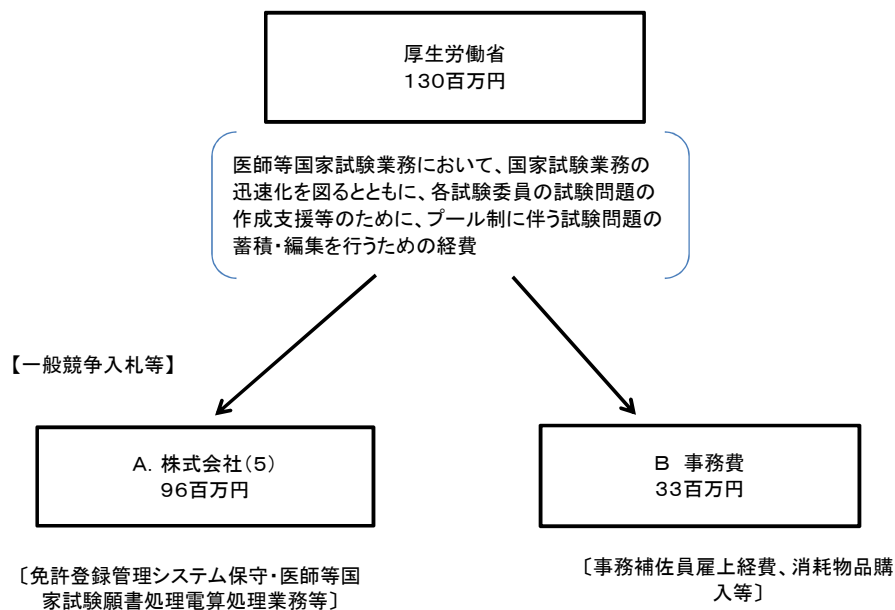 厚生労働省
130百万円
医師等国家試験業務において、国家試験業務の
迅速化を図るとともに、各試験委員の試験問題の
作成支援等のために、プール制に伴う試験問題の
蓄積・編集を行うための経費
【一般競争入札等】
A. 株式会社(5)
96百万円
B 事務費
33百万円
〔免許登録管理システム保守・医師等国
家試験願書処理電算処理業務等〕
〔事務補佐員雇上経費、消耗物品購
入等〕